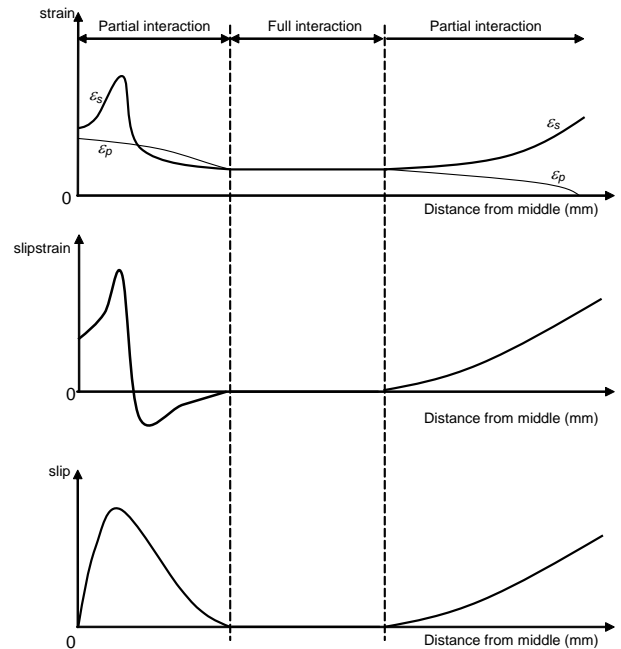 strain
Partial interaction Full interaction Partial interaction
εs
εp
εs
εp
0
Distance from middle (mm)
slipstrain
0
Distance from middle (mm)
slip
0
Distance from middle (mm)